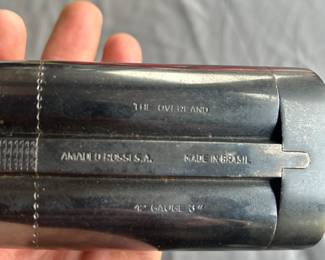 THE OVERLAND
AMADEO ROSSI S.A. MADE IN BRASIL
GAUGE 3"